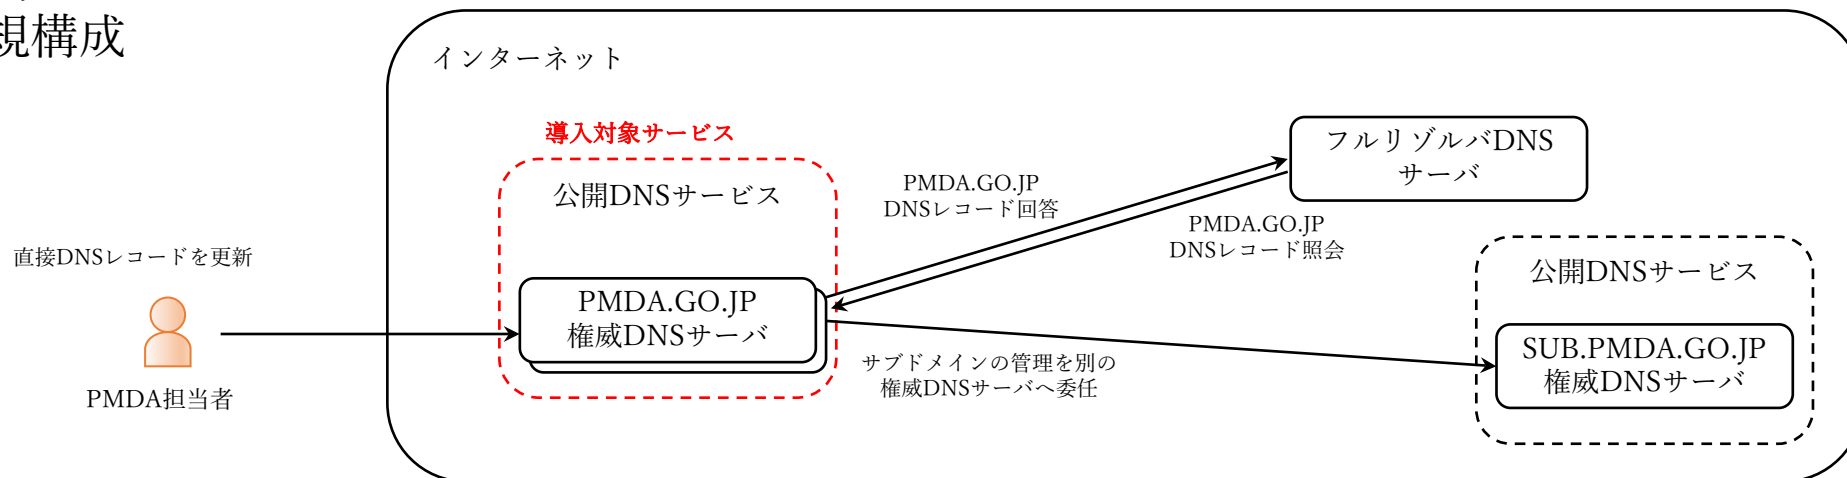 規構成
インターネット
導入対象サービス
公開DNSサービス
フルリゾルバDNS
サーバ
PMDA.GO.JP
DNSレコード回答
PMDA.GO.JP
DNSレコード照会
直接DNSレコードを更新
公開DNSサービス
PMDA.GO.JP
権威DNSサーバ
SUB.PMDA.GO.JP
権威DNSサーバ
サブドメインの管理を別の
権威DNSサーバへ委任
PMDA担当者